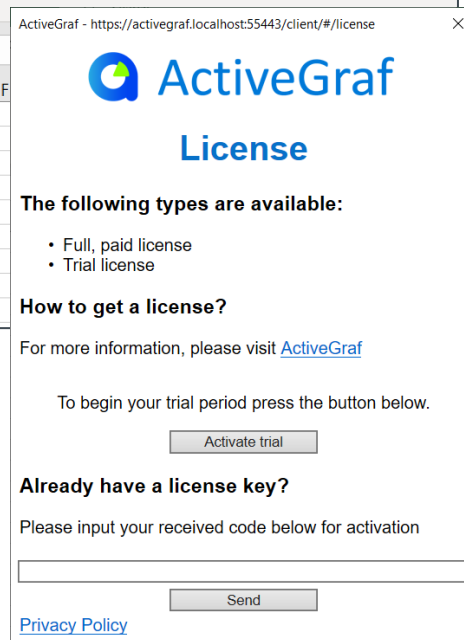 ActiveGraf - https://activegraf.localhost:55443/client/#/license
F
ActiveGraf
License
The following types are available:
• Full, paid license
• Trial license
How to get a license?
For more information, please visit ActiveGraf
To begin your trial period press the button below.
Activate trial
Already have a license key?
Please input your received code below for activation
Send
Privacy Policy